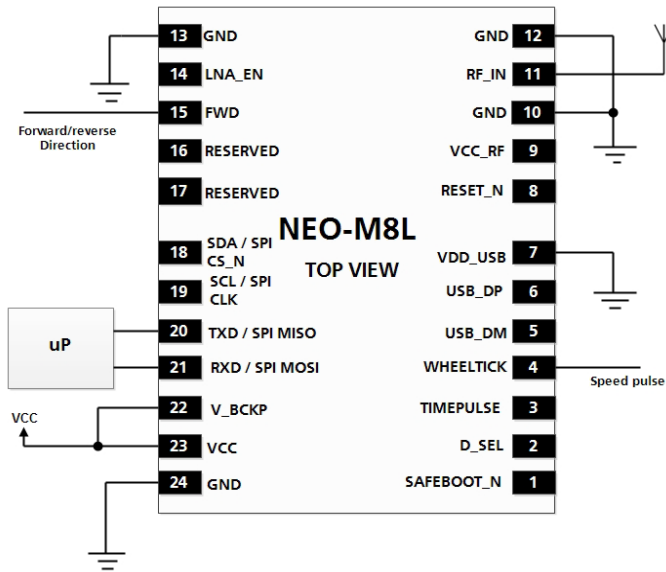 13 GND
GND 12
14 LNA_EN
RF_IN 11
15 FWD
GND 10
Forward/reverse
Direction
16 RESERVED
VCC_RF 9
17 RESERVED
RESET_N 8
NEO-M8L
TOP VIEW
18 SDA / SPI
CS_N
VDD_USB 7
19 SCL / SPI
CLK
USB_DP 6
uP
20 TXD / SPI MISO
USB_DM 5
21 RXD / SPI MOSI
WHEELTICK 4
Speed pulse
22 V_BCKP
TIMEPULSE 3
VCC
23 VCC
D_SEL 2
24 GND
SAFEBOOT_N 1